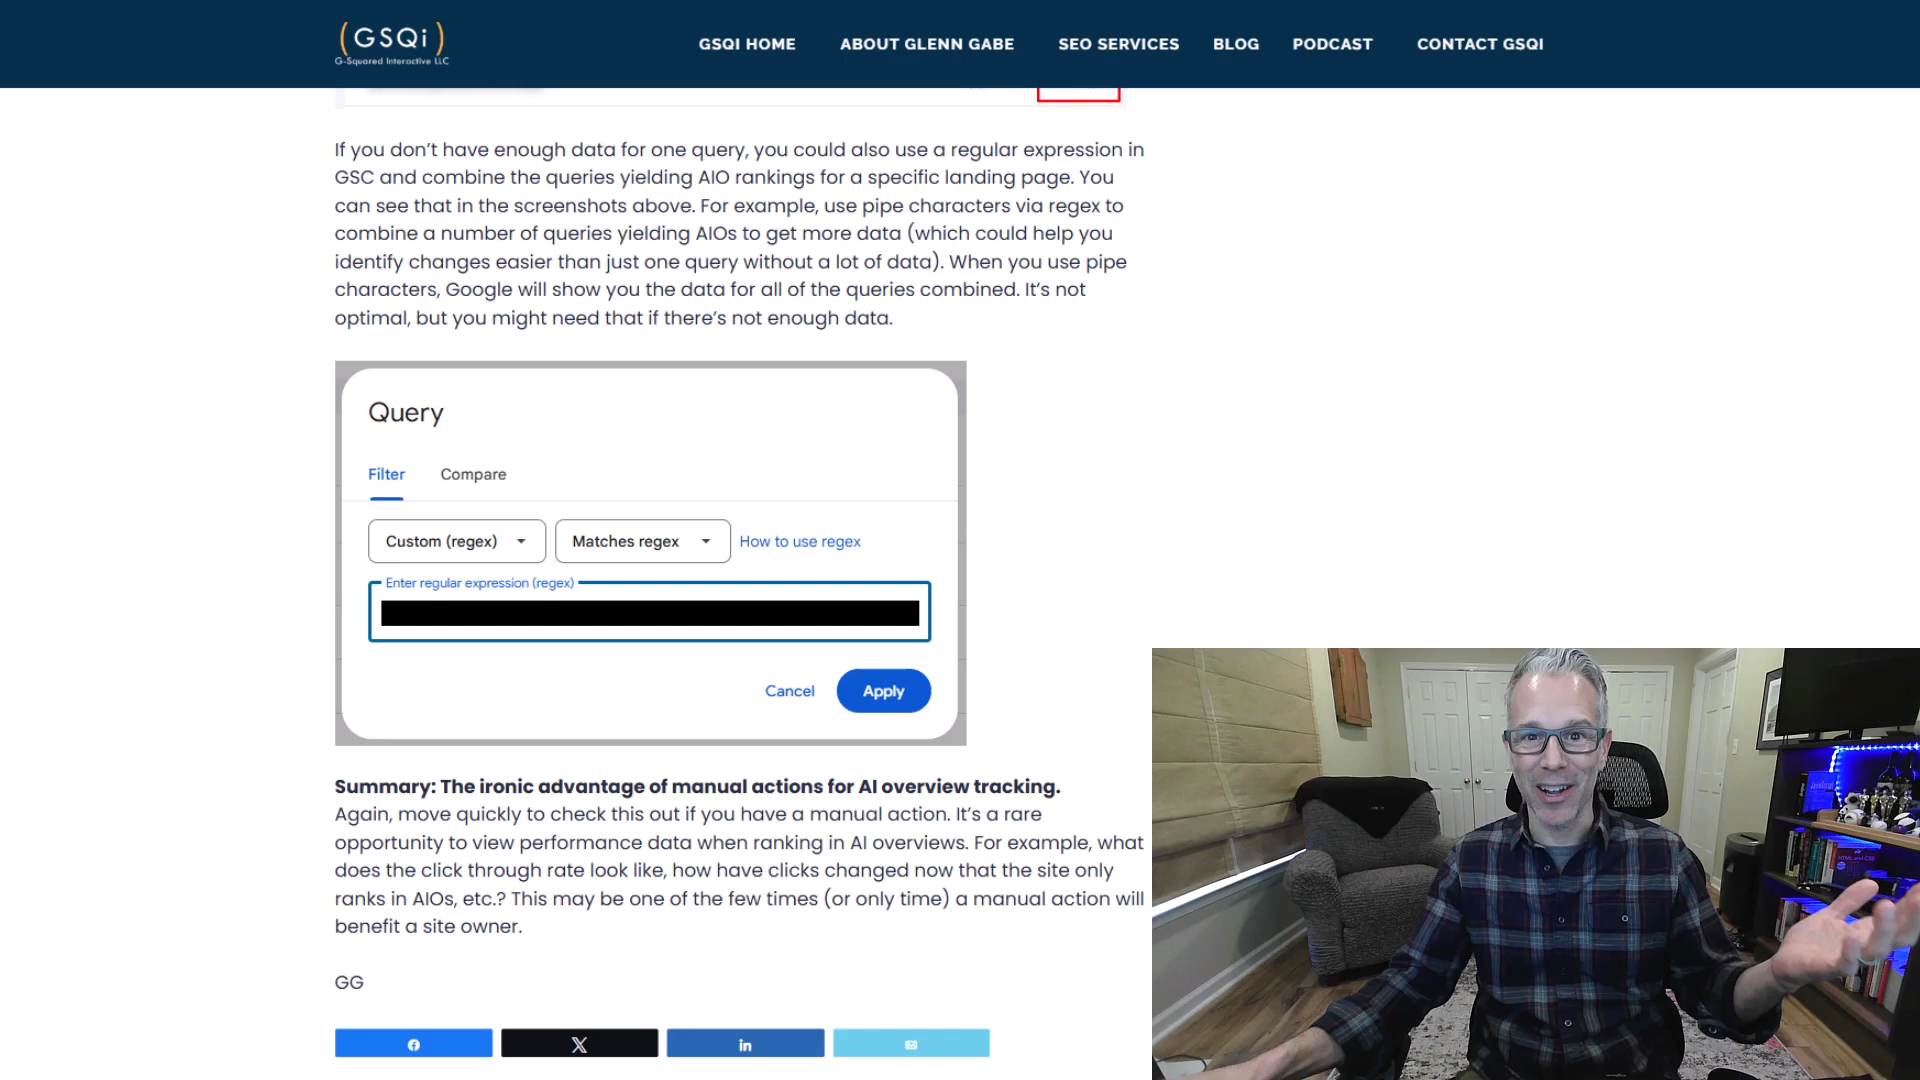 (GSQi)
G-Squared Interactive LLC
GSQI HOME
ABOUT GLENN GABE
SEO SERVICES
BLOG
PODCAST
CONTACT GSQI
If you don’t have enough data for one query, you could also use a regular expression in
GSC and combine the queries yielding AIO rankings for a specific landing page. You
can see that in the screenshots above. For example, use pipe characters via regex to
combine a number of queries yielding AIOs to get more data (which could help you
identify changes easier than just one query without a lot of data). When you use pipe
characters, Google will show you the data for all of the queries combined. It’s not
optimal, but you might need that if there’s not enough data.
Query
Filter
Compare
Custom (regex)
Matches regex
How to use regex
Enter regular expression (regex)
Cancel
Apply
Summary: The ironic advantage of manual actions for AI overview tracking.
Again, move quickly to check this out if you have a manual action. It’s a rare
opportunity to view performance data when ranking in AI overviews. For example, what
does the click through rate look like, how have clicks changed now that the site only
ranks in AIOs, etc.? This may be one of the few times (or only time) a manual action will
benefit a site owner.
GG